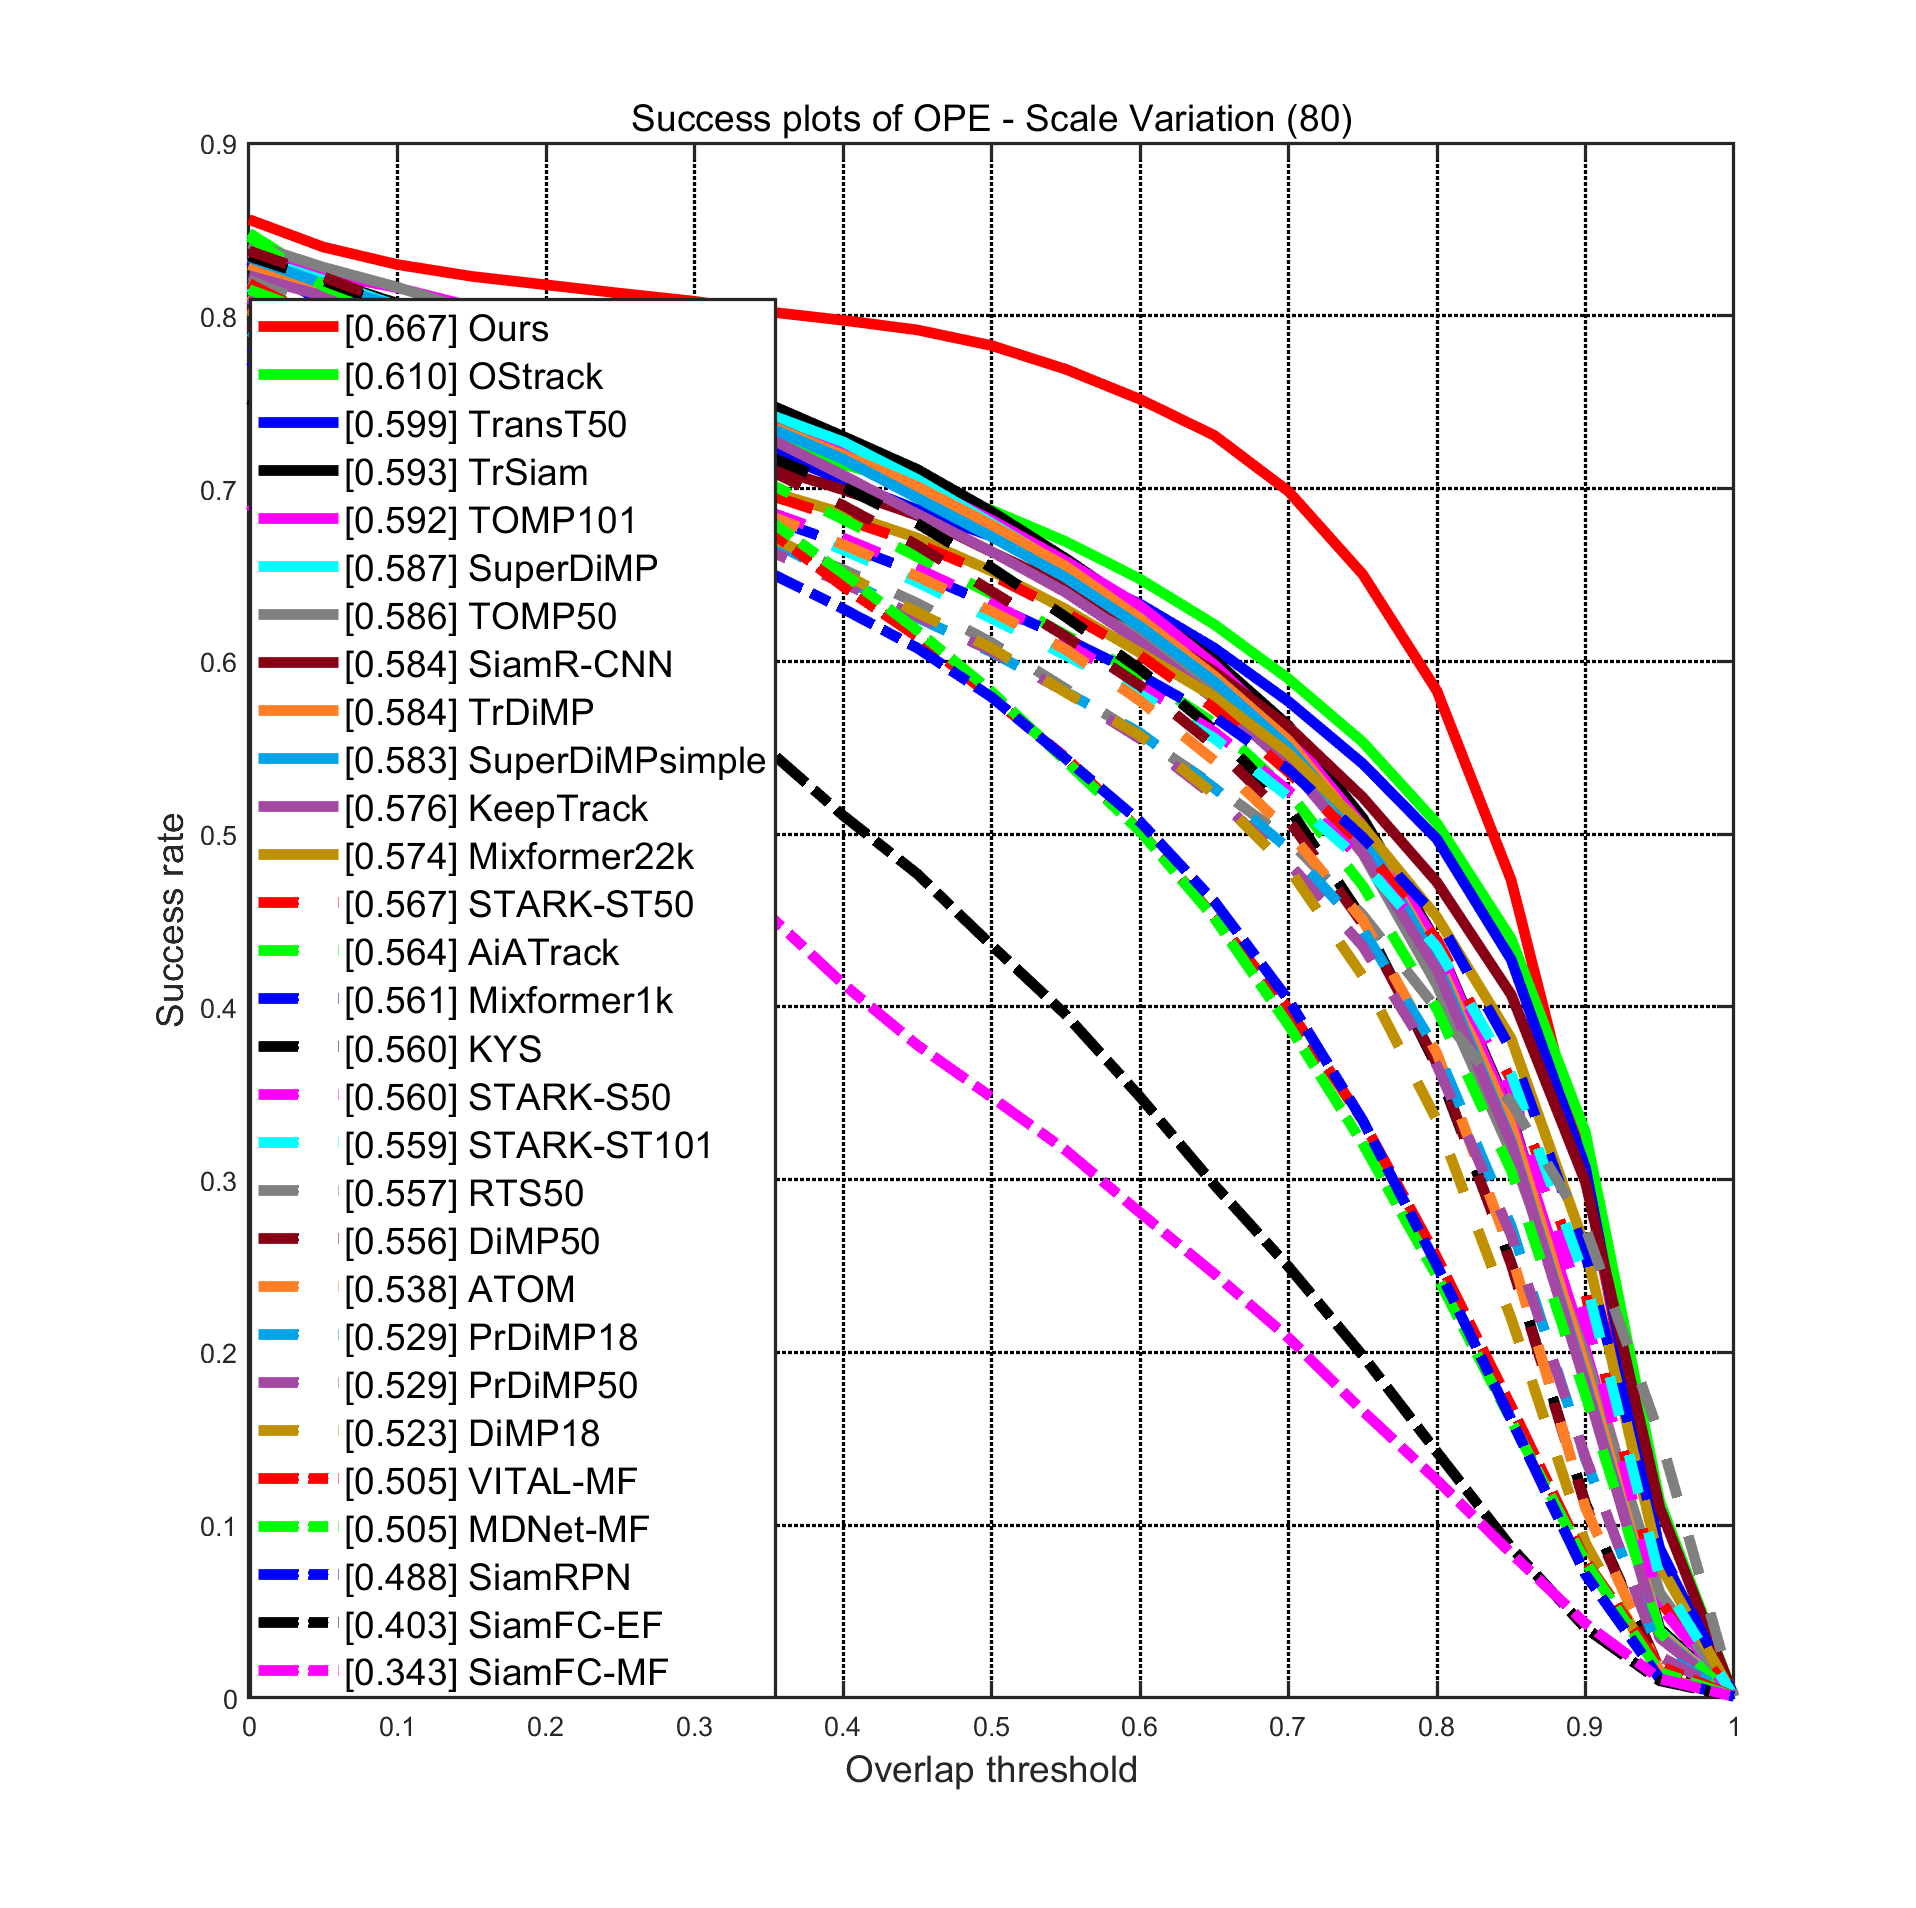 Success plots of OPE - Scale Variation (80)
0.9
0.8
0.7
0.6
0.5
0.4
0.3
0.2
0.1
0
Success rate
[0.667] Ours
[0.610] OStrack
[0.599] TransT50
[0.593] TrSiam
[0.592] TOMP101
[0.587] SuperDiMP
[0.586] TOMP50
[0.584] SiamR-CNN
[0.584] TrDiMP
[0.583] SuperDiMPsimple
[0.576] KeepTrack
[0.574] Mixformer22k
[0.567] STARK-ST50
[0.564] AiATrack
[0.561] Mixformer1k
[0.560] KYS
[0.560] STARK-S50
[0.559] STARK-ST101
[0.557] RTS50
[0.556] DiMP50
[0.538] ATOM
[0.529] PrDiMP18
[0.529] PrDiMP50
[0.523] DiMP18
[0.505] VITAL-MF
[0.505] MDNet-MF
[0.488] SiamRPN
[0.403] SiamFC-EF
[0.343] SiamFC-MF
0 0.1 0.2 0.3 0.4 0.5 0.6 0.7 0.8 0.9 1
Overlap threshold